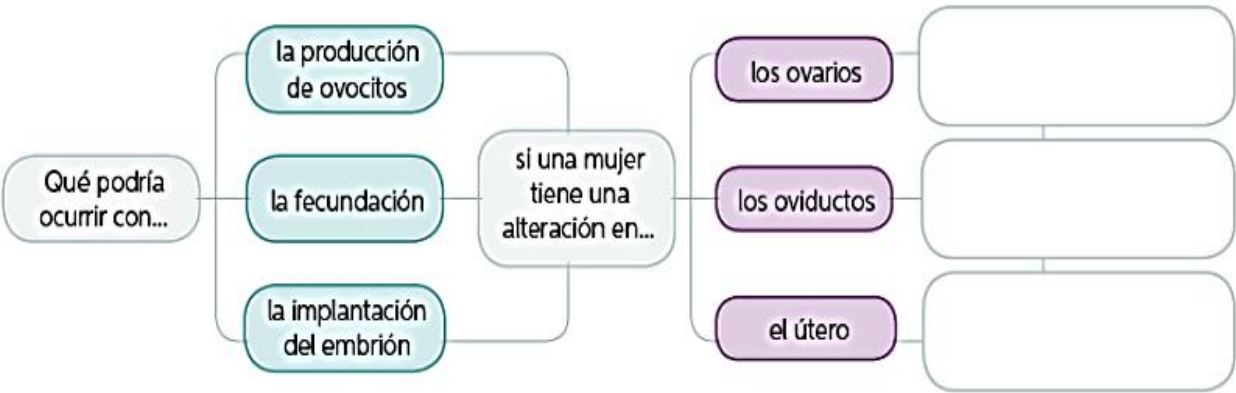 Qué podría
ocurrir con...
la producción
de ovocitos
la fecundación
la implantación
del embrión
si una mujer
tiene una
alteración en...
los ovarios
los oviductos
el útero